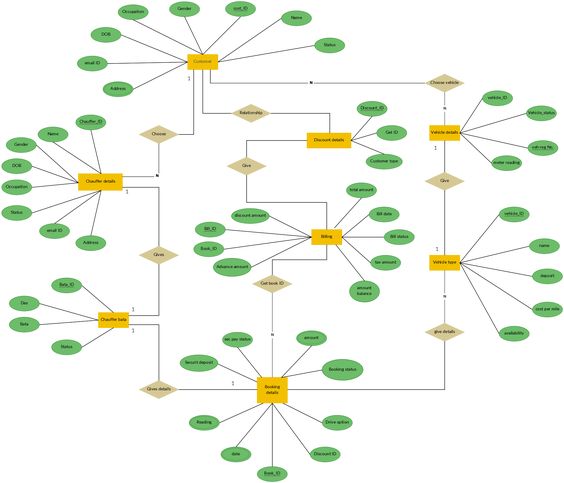 Occupation
Gender
cust_ID
Name
DOB
Status
email ID
Customer
Address
1
N
Choose vehicle
vehicle_ID
N
Vehicle_status
Vehicle details
veh reg No.
meter reading
1
Relationship
Discount_ID
Get ID
Discount details
Customer type
Chauffer_ID
Name
Choose
Gender
DOB
Chauffer details
N
Occupation
Status
1
email ID
Address
Give
Give
total amount
discount amount
Bill date
Bill_ID
Billing
Bill status
Book_ID
tax amount
Advance amount
amount
balance
vehicle_ID
1
name
Vehicle type
deposit
cost per mile
availability
N
give details
Gives
Get book ID
Bata_ID
Day
Bata
Chauffer bata
1
1
Status
N
sec pay status
amount
Booking status
Gives details
1
Booking
details
Reading
Drive option
date
Discount ID
Book_ID